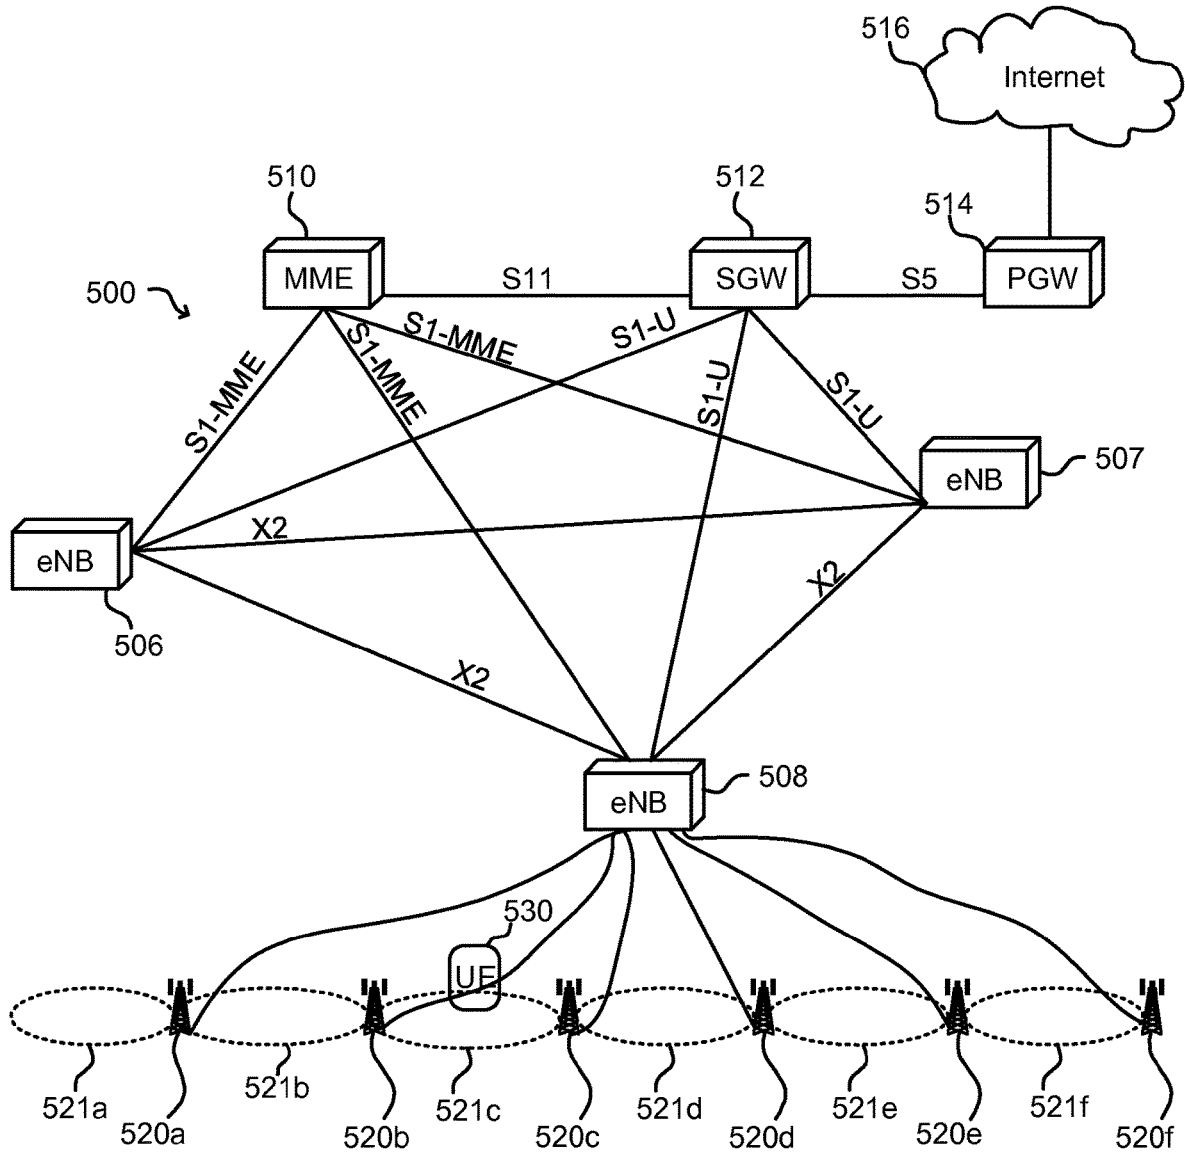 516
Internet
510
512
514
MME
S11
SGW
S5
PGW
500
S1-MME
S1-MME
S1-MME
S1-U
S1-U
S1-U
eNB
507
X2
eNB
506
X2
X2
eNB
508
530
UE
521a
521b
521c
521d
521e
521f
520a
520b
520c
520d
520e
520f